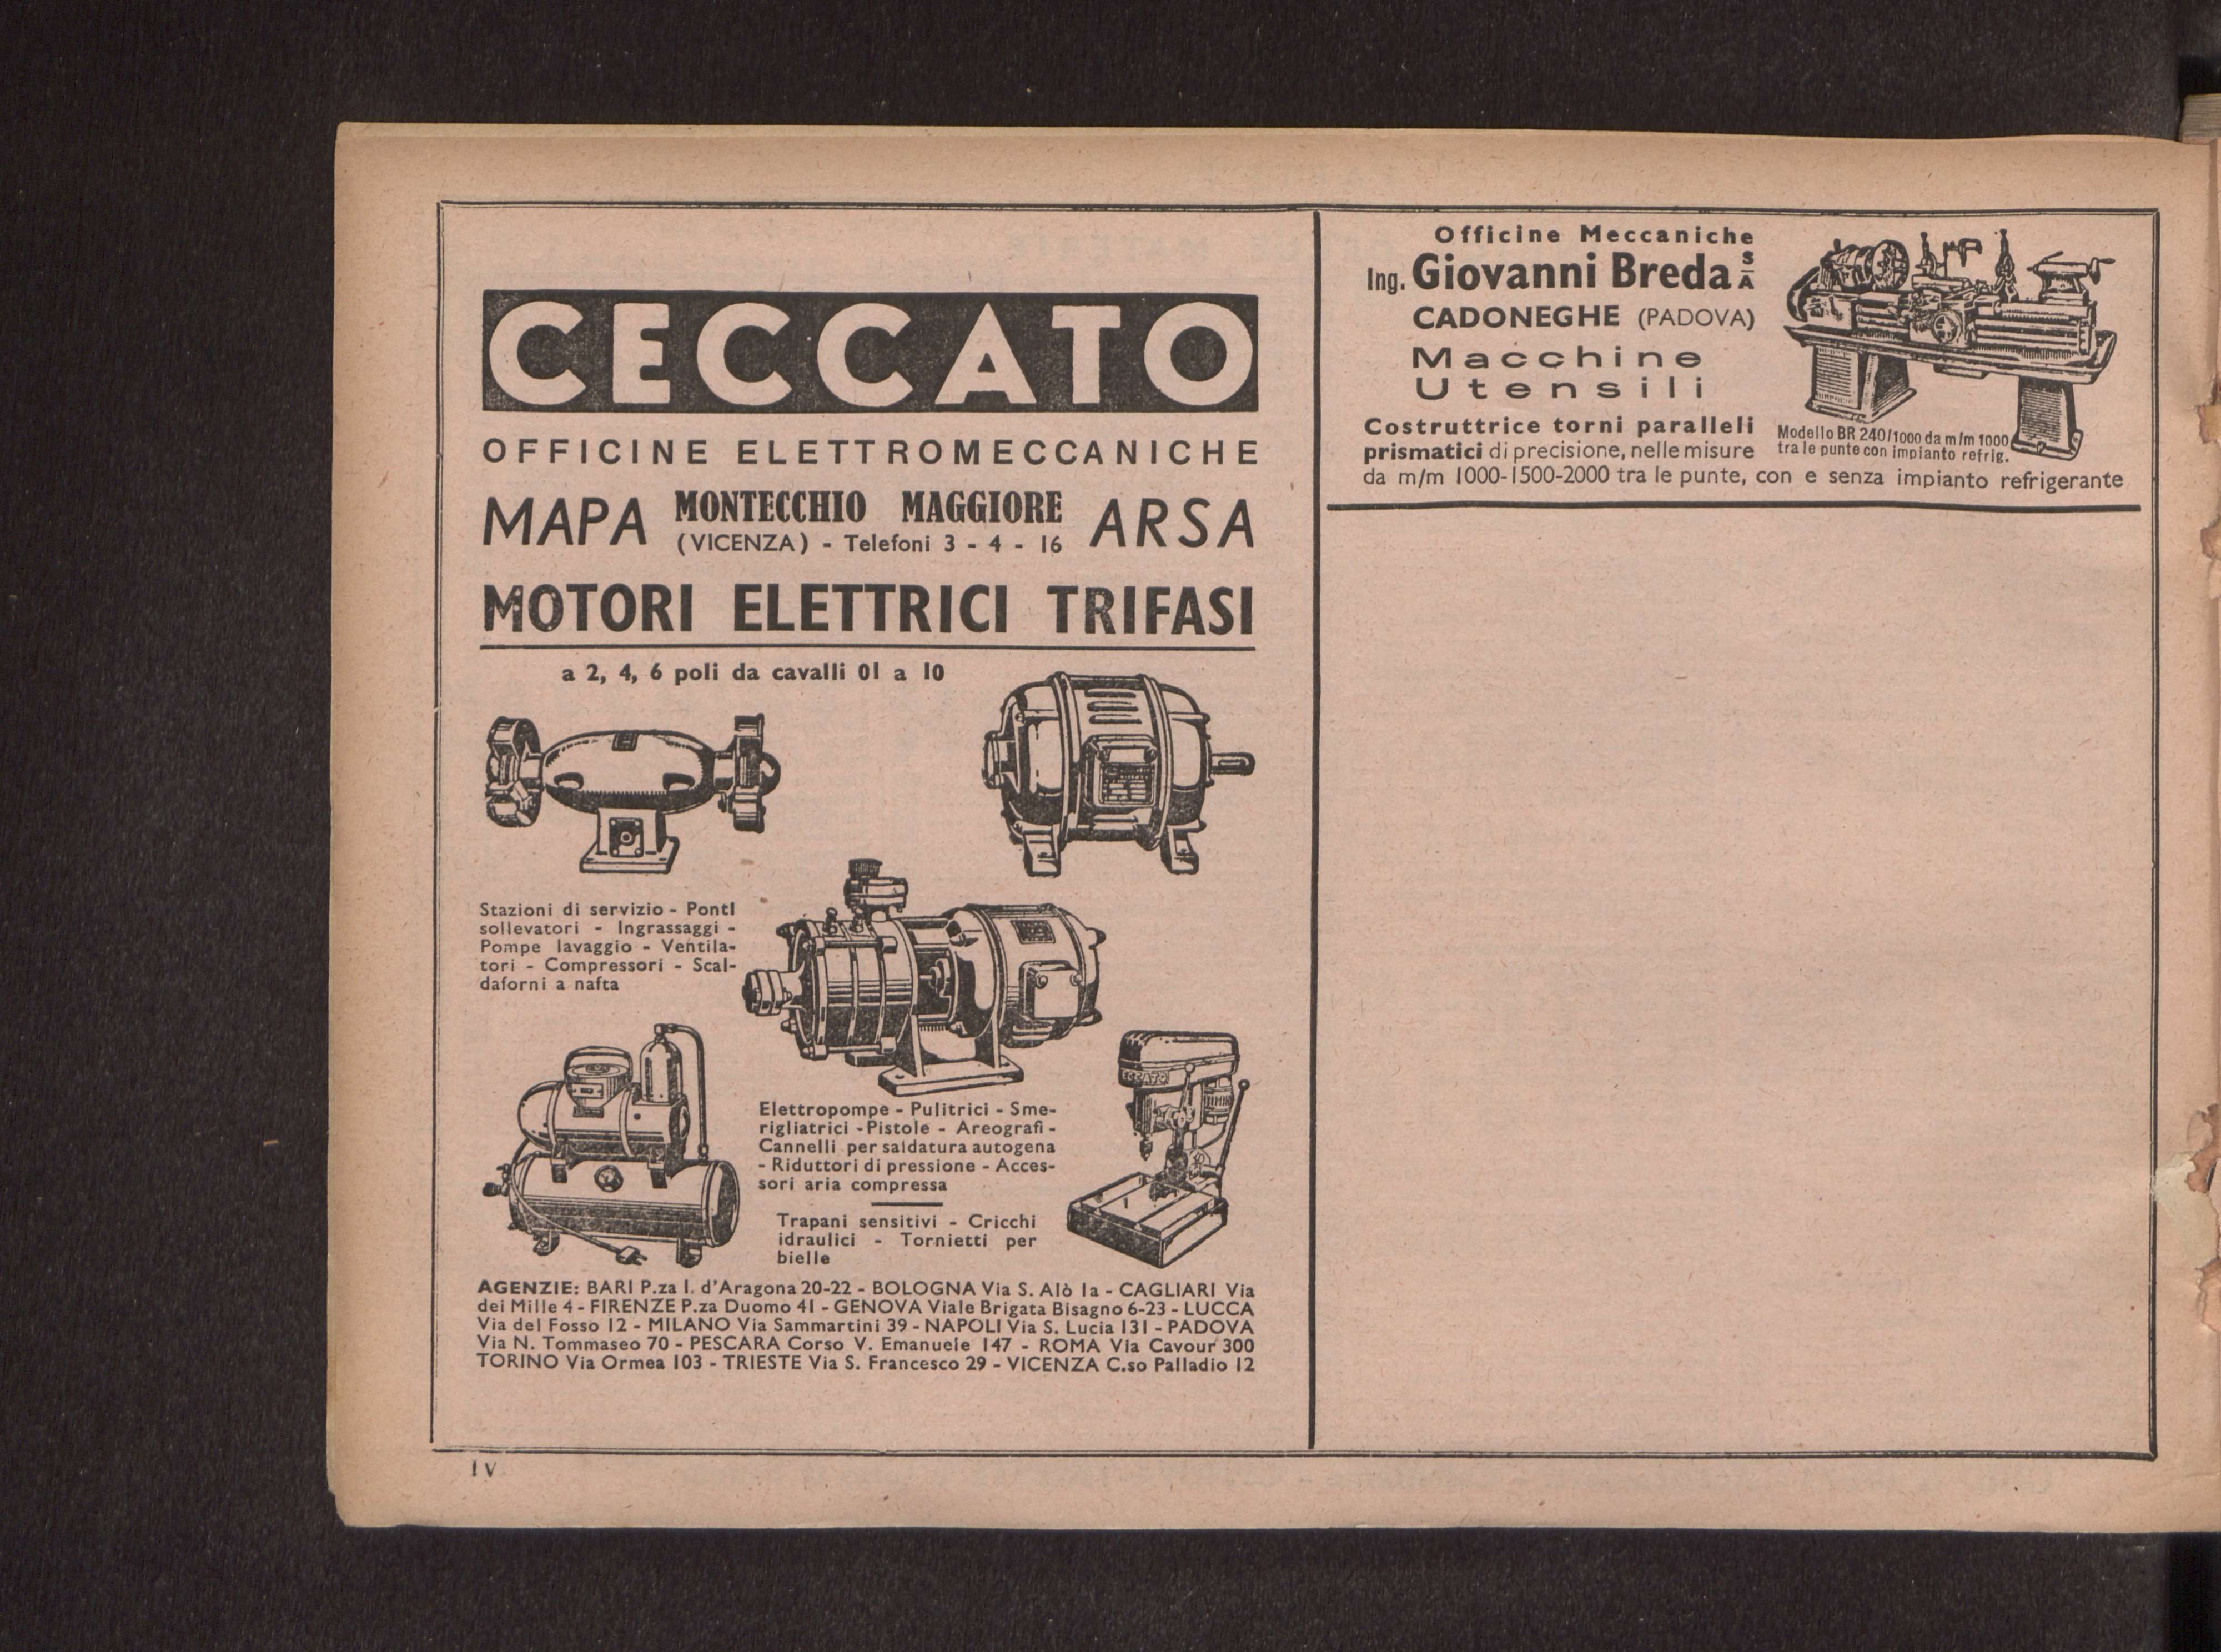 CECCATO
OFFICINE ELETTROMECCANICHE
MAPA MONTECCHIO MAGGIORE ARSA
(VICENZA) - Telefoni 3 - 4 - 16
MOTORI ELETTRICI TRIFASI
a 2, 4, 6 poli da cavalli 01 a 10
Stazioni di servizio - Ponti
sollevatori - Ingrassaggi -
Pompe lavaggio - Ventila-
tori - Compressori - Scal-
daforni a nafta
CECCATO
Elettropompe - Pulitrici - Sme-
rigliatrici - Pistole - Areografi -
Cannelli per saldatura autogena
- Riduttori di pressione - Acces-
sori aria compressa
Trapani sensitivi - Cricchi
idraulici - Tornietti per
bielle
AGENZIE: BARI P.za I. d'Aragona 20-22 - BOLOGNA Via S. Alò 1a - CAGLIARI Via
dei Mille 4 - FIRENZE P.za Duomo 41 - GENOVA Viale Brigata Bisagno 6-23 - LUCCA
Via del Fosso 12 - MILANO Via Sammartini 39 - NAPOLI Via S. Lucia 131 - PADOVA
Via N. Tommaseo 70 - PESCARA Corso V. Emanuele 147 - ROMA Via Cavour 300
TORINO Via Ormea 103 - TRIESTE Via S. Francesco 29 - VICENZA C.so Palladio 12
IV
Officine Meccaniche
Ing. Giovanni Breda S A
CADONEGHE (PADOVA)
Macchine
Utensili
Costruttrice torni paralleli
prismatici di precisione, nelle misure
da m/m 1000-1500-2000 tra le punte, con e senza impianto refrigerante
Modello BR 240/1000 da m/m 1000
tra le punte con impianto refrig.